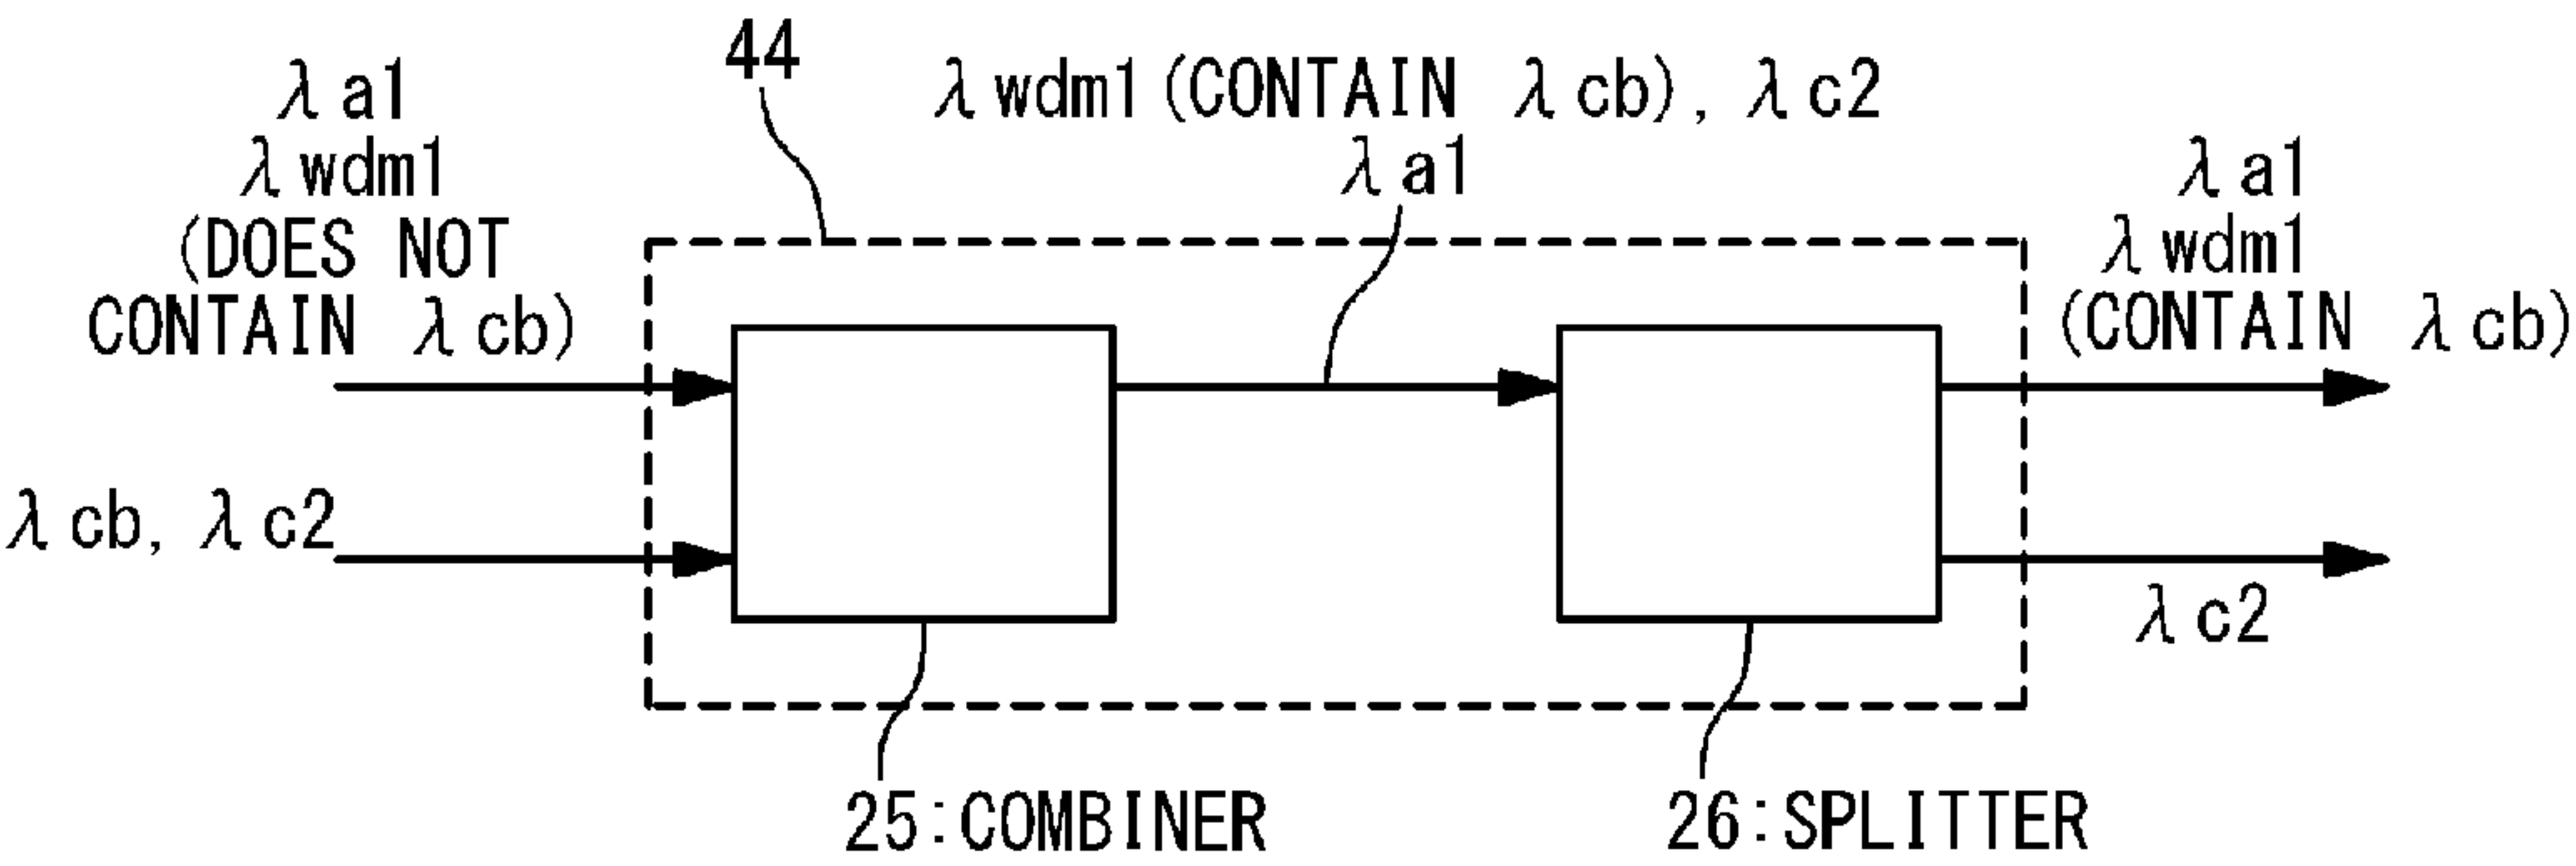 44
λa1
λwdm1
(DOES NOT
CONTAIN λcb)
λcb, λc2
λwdm1(CONTAIN λcb), λc2
λa1
λa1
λwdm1
(CONTAIN λcb)
λc2
25:COMBINER
26:SPLITTER